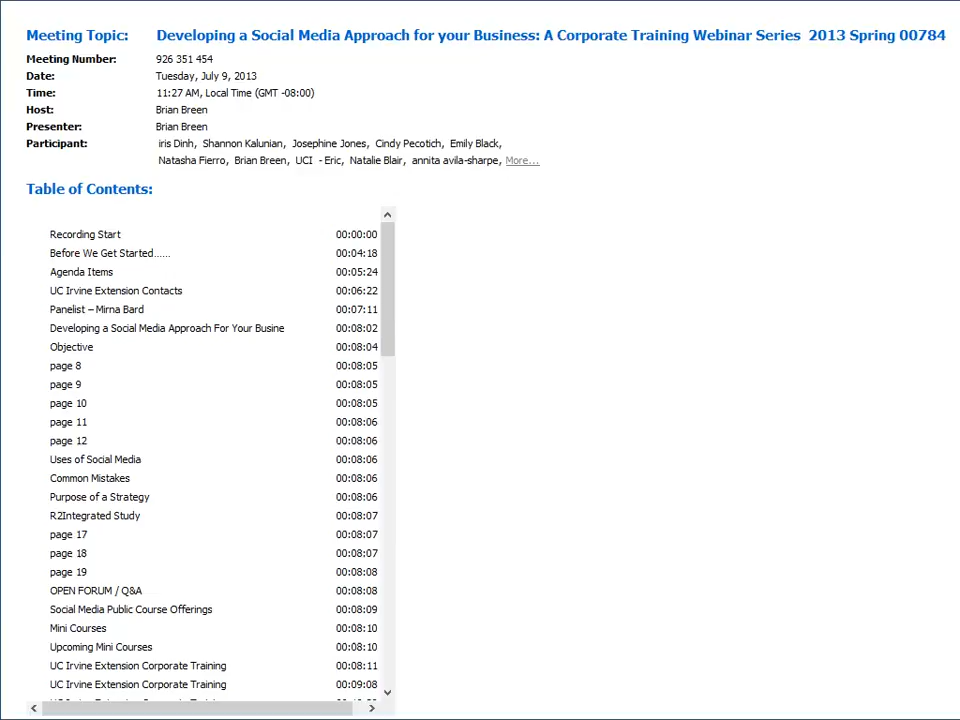 Meeting Topic: Developing a Social Media Approach for your Business: A Corporate Training Webinar Series 2013 Spring 00784
Meeting Number: 926 351 454
Date: Tuesday, July 9, 2013
Time: 11:27 AM, Local Time (GMT -08:00)
Host: Brian Breen
Presenter: Brian Breen
Participant: iris Dinh, Shannon Kalunian, Josephine Jones, Cindy Pecotich, Emily Black,
Natasha Fierro, Brian Breen, UCI - Eric, Natalie Blair, annita avila-sharpe, More...
Table of Contents:
Recording Start 00:00:00
Before We Get Started...... 00:04:18
Agenda Items 00:05:24
UC Irvine Extension Contacts 00:06:22
Panelist – Mirna Bard 00:07:11
Developing a Social Media Approach For Your Busine 00:08:02
Objective 00:08:04
page 8 00:08:05
page 9 00:08:05
page 10 00:08:05
page 11 00:08:06
page 12 00:08:06
Uses of Social Media 00:08:06
Common Mistakes 00:08:06
Purpose of a Strategy 00:08:06
R2Integrated Study 00:08:07
page 17 00:08:07
page 18 00:08:07
page 19 00:08:08
OPEN FORUM / Q&A 00:08:08
Social Media Public Course Offerings 00:08:09
Mini Courses 00:08:10
Upcoming Mini Courses 00:08:10
UC Irvine Extension Corporate Training 00:08:11
UC Irvine Extension Corporate Training 00:09:08